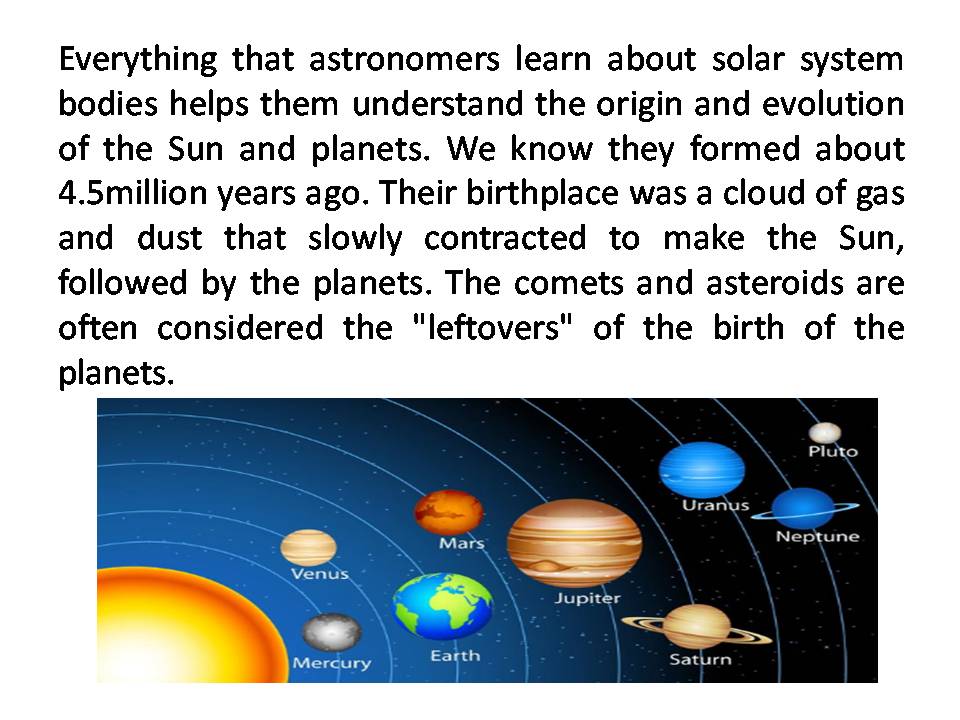 Everything that astronomers learn about solar system
bodies helps them understand the origin and evolution
of the Sun and planets. We know they formed about
4.5million years ago. Their birthplace was a cloud of gas
and dust that slowly contracted to make the Sun,
followed by the planets. The comets and asteroids are
often considered the "leftovers" of the birth of the
planets.
Pluto
Uranus
Neptune
Mars
Venus
Jupiter
Earth
Saturn
Mercury